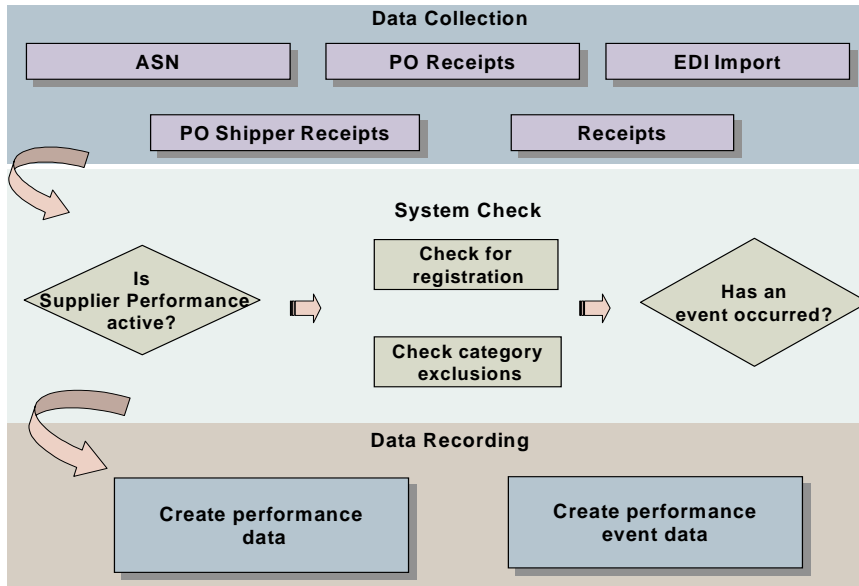 Data Collection
ASN
PO Receipts
EDI Import
PO Shipper Receipts
Receipts
System Check
Is
Supplier Performance
active?
Check for
registration
Check category
exclusions
Has an
event occurred?
Data Recording
Create performance
data
Create performance
event data